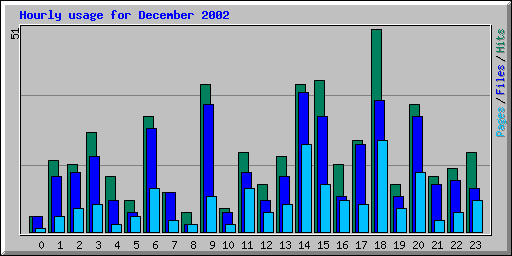 Hourly usage for December 2002
51
Pages / Files / Hits
0 1 2 3 4 5 6 7 8 9 10 11 12 13 14 15 16 17 18 19 20 21 22 23